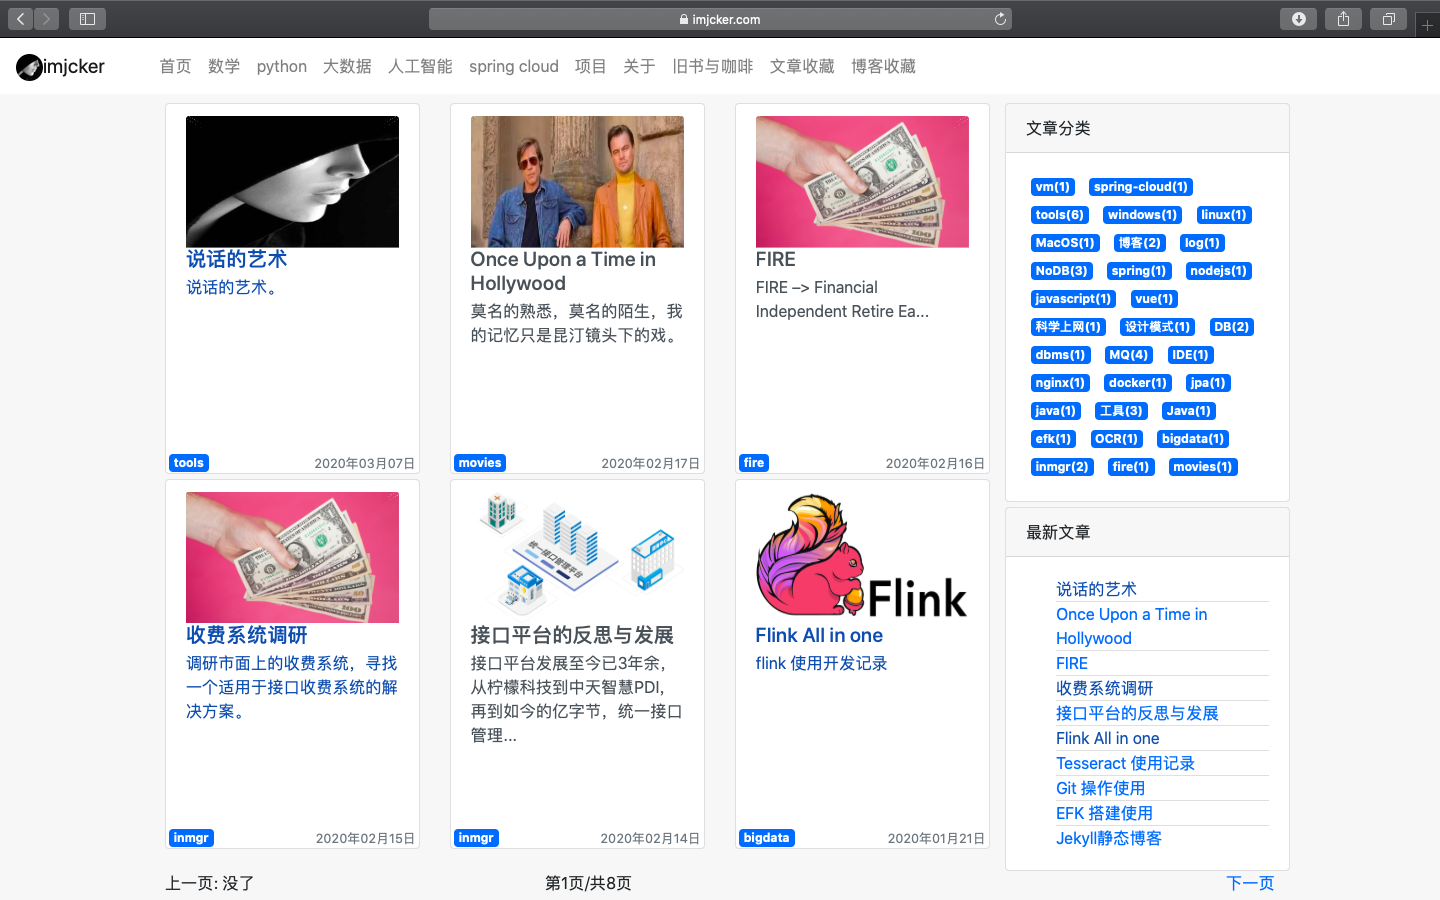 imjcker.com
imjcker
首页 数学 python 大数据 人工智能 spring cloud 项目 关于 旧书与咖啡 文章收藏 博客收藏
说话的艺术
说话的艺术。
tools 2020年03月07日
Once Upon a Time in
Hollywood
莫名的熟悉，莫名的陌生，我
的记忆只是昆汀镜头下的戏。
movies 2020年02月17日
FIRE
FIRE –> Financial
Independent Retire Ea...
fire 2020年02月16日
收费系统调研
调研市面上的收费系统，寻找
一个适用于接口收费系统的解
决方案。
inmgr 2020年02月15日
统一接口管理平台
接口平台的反思与发展
接口平台发展至今已3年余，
从柠檬科技到中天智慧PDI，
再到如今的亿字节，统一接口
管理...
inmgr 2020年02月14日
Flink
Flink All in one
flink 使用开发记录
bigdata 2020年01月21日
文章分类
vm(1) spring-cloud(1)
tools(6) windows(1) linux(1)
MacOS(1) 博客(2) log(1)
NoDB(3) spring(1) nodejs(1)
javascript(1) vue(1)
科学上网(1) 设计模式(1) DB(2)
dbms(1) MQ(4) IDE(1)
nginx(1) docker(1) jpa(1)
java(1) 工具(3) Java(1)
efk(1) OCR(1) bigdata(1)
inmgr(2) fire(1) movies(1)
最新文章
说话的艺术
Once Upon a Time in
Hollywood
FIRE
收费系统调研
接口平台的反思与发展
Flink All in one
Tesseract 使用记录
Git 操作使用
EFK 搭建使用
Jekyll静态博客
上一页: 没了 第1页/共8页 下一页